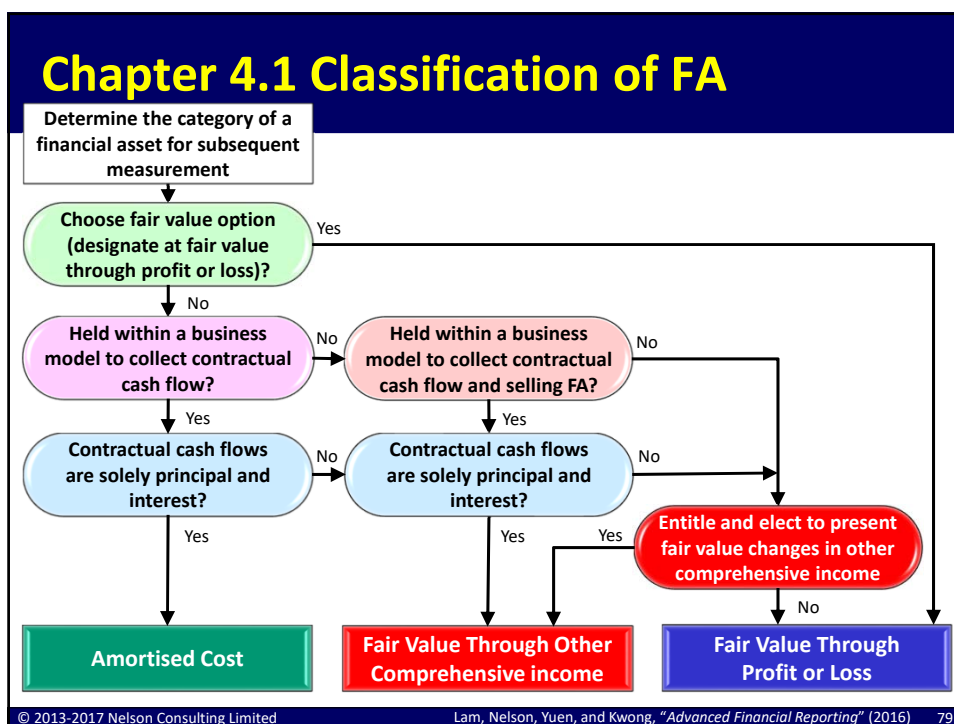 Chapter 4.1 Classification of FA
Determine the category of a
financial asset for subsequent
measurement
Choose fair value option
(designate at fair value
through profit or loss)?
Yes
No
Held within a business
model to collect contractual
cash flow?
No
Held within a business
model to collect contractual
cash flow and selling FA?
No
Yes
Yes
Contractual cash flows
are solely principal and
interest?
No
Contractual cash flows
are solely principal and
interest?
No
Yes
Yes
Yes
Entitle and elect to present
fair value changes in other
comprehensive income
No
Amortised Cost
Fair Value Through Other
Comprehensive income
Fair Value Through
Profit or Loss
© 2013-2017 Nelson Consulting Limited
Lam, Nelson, Yuen, and Kwong, “Advanced Financial Reporting” (2016)
79